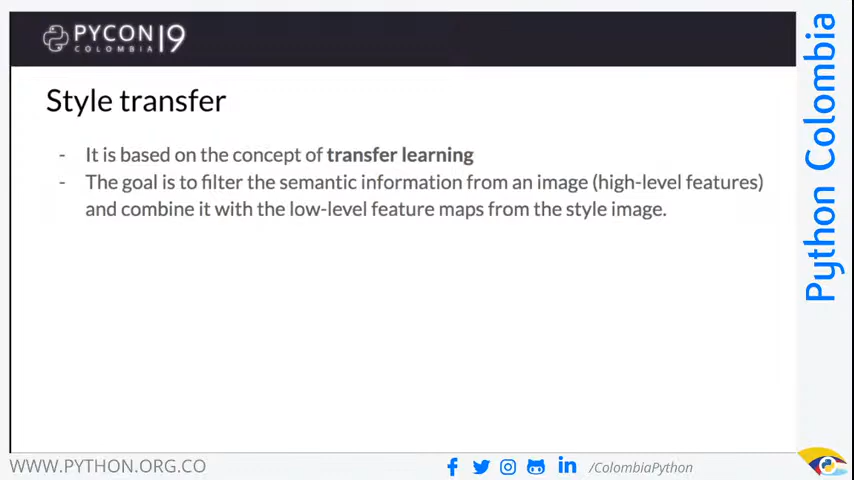 PYCON 19
COLOMBIA
Style transfer
- It is based on the concept of transfer learning
- The goal is to filter the semantic information from an image (high-level features)
and combine it with the low-level feature maps from the style image.
Python Colombia
WWW.PYTHON.ORG.CO
/ColombiaPython